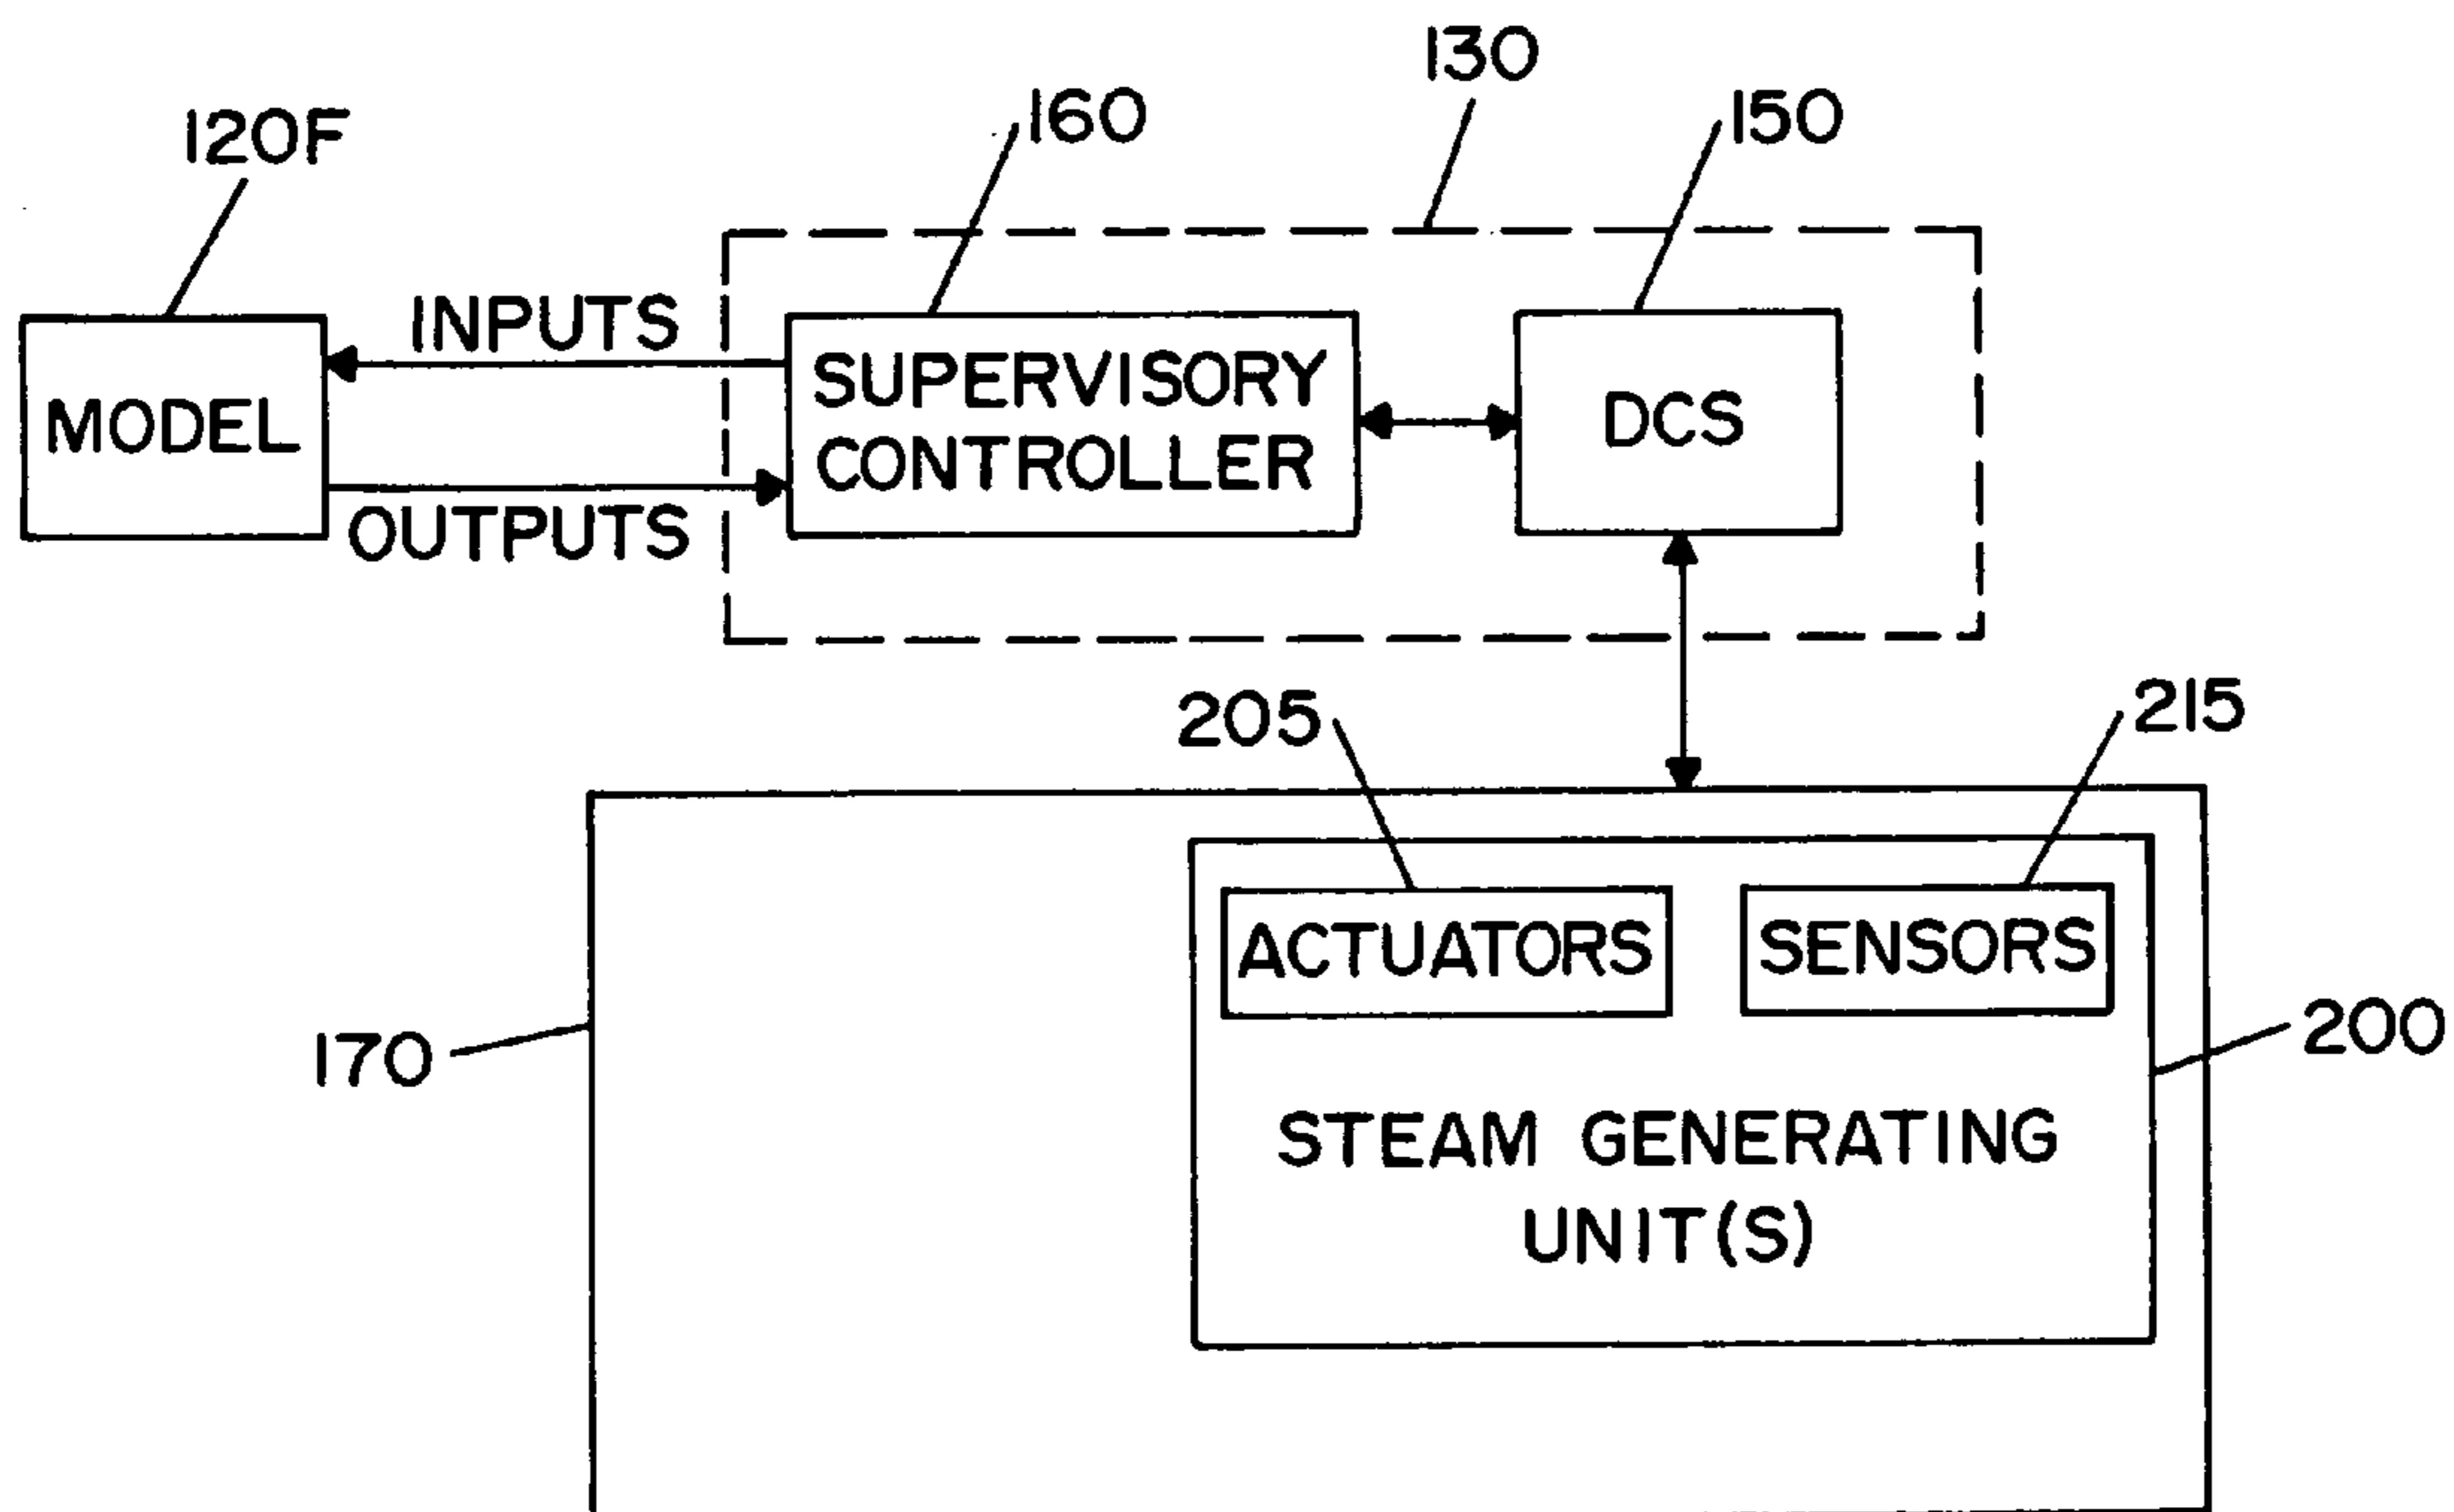 130
160
150
120F
INPUTS
SUPERVISORY
CONTROLLER
DCS
MODEL
OUTPUTS
205
215
ACTUATORS
SENSORS
170
200
STEAM GENERATING
UNIT(S)